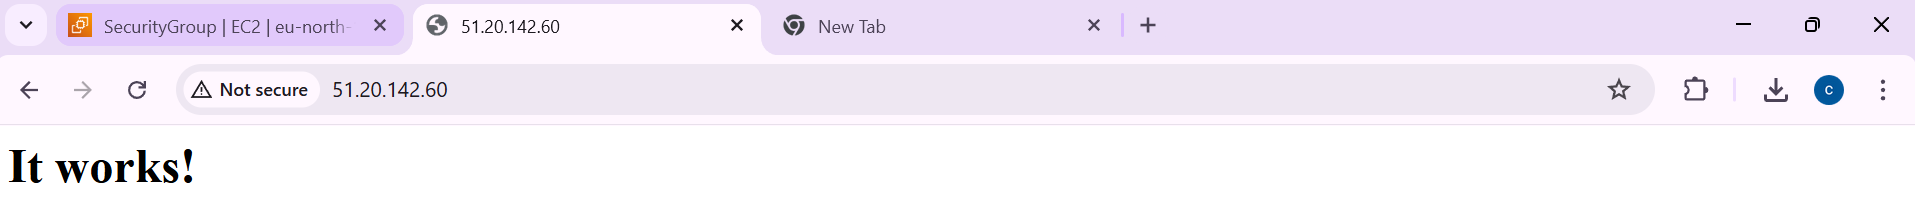 SecurityGroup | EC2 | eu-north-
51.20.142.60
New Tab
Not secure
51.20.142.60
C
It works!